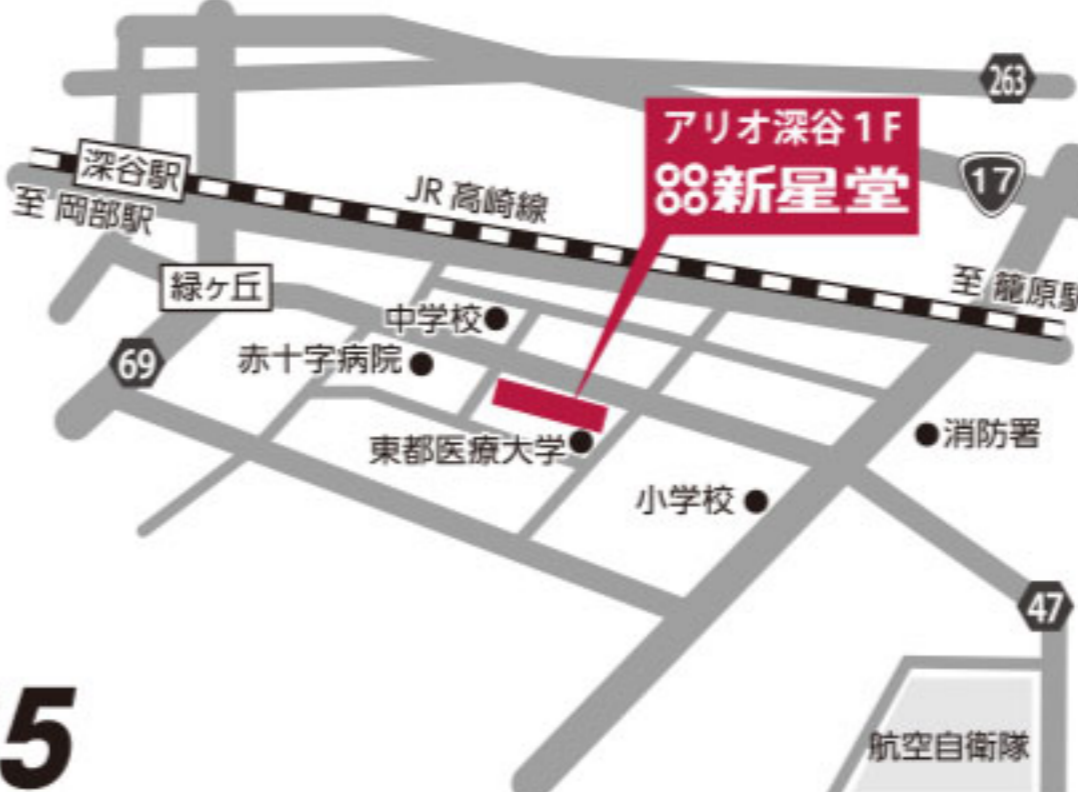 263
アリオ深谷1F
新星堂
17
深谷駅
至 岡部駅
JR 高崎線
至 籠原駅
緑ヶ丘
中学校
69
赤十字病院
東都医療大学
消防署
小学校
47
航空自衛隊
5